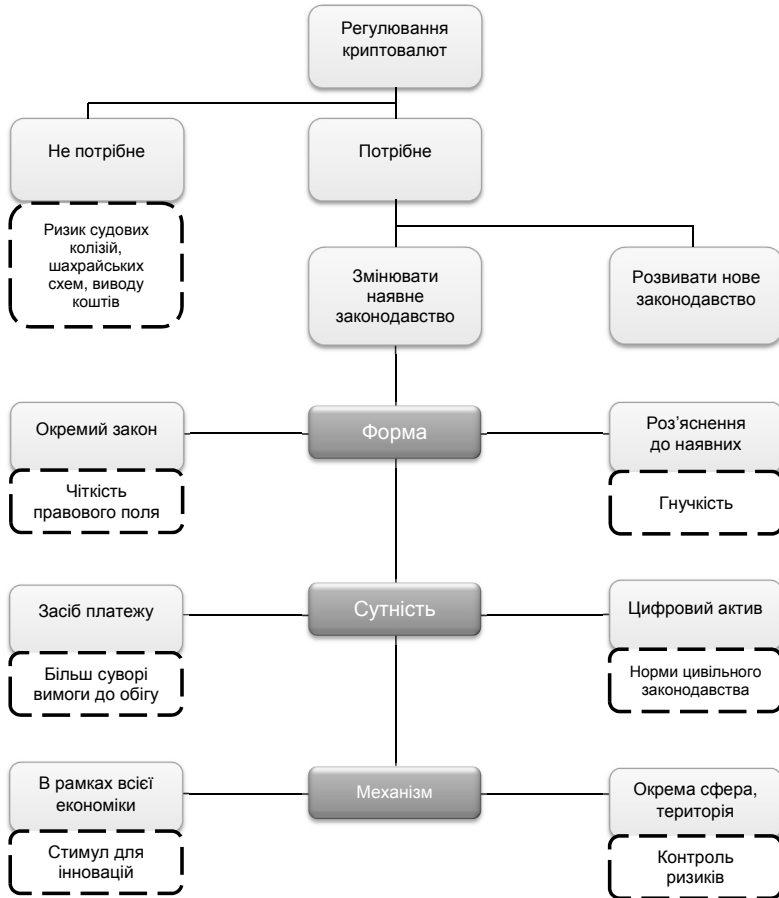 Регулювання
криптовалют
Не потрібне
Потрібне
Ризик судових
колізій,
шахрайських
схем, виводу
коштів
Змінювати
наявне
законодавство
Розвивати нове
законодавство
Окремий закон
Форма
Роз’яснення
до наявних
Чіткість
правового поля
Гнучкість
Засіб платежу
Сутність
Цифровий актив
Більш суворі
вимоги до обігу
Норми цивільного
законодавства
В рамках всієї
економіки
Механізм
Окрема сфера,
територія
Стимул для
інновацій
Контроль
ризиків